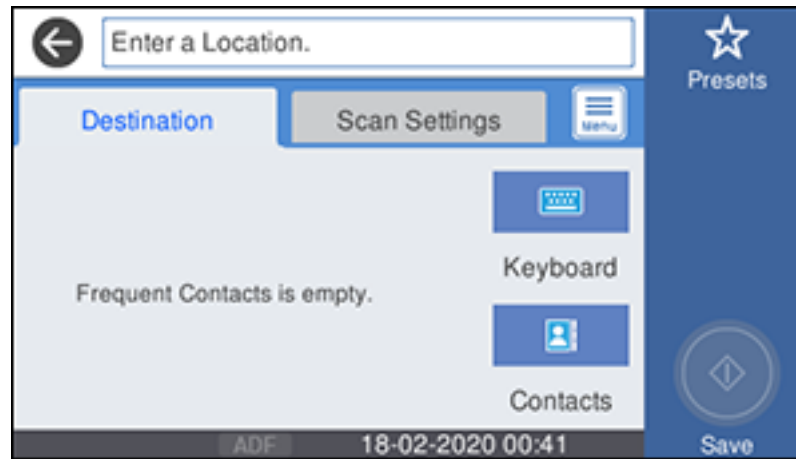 Enter a Location.
Presets
Destination
Scan Settings
Menu
Keyboard
Frequent Contacts is empty.
Contacts
ADF
18-02-2020 00:41
Save